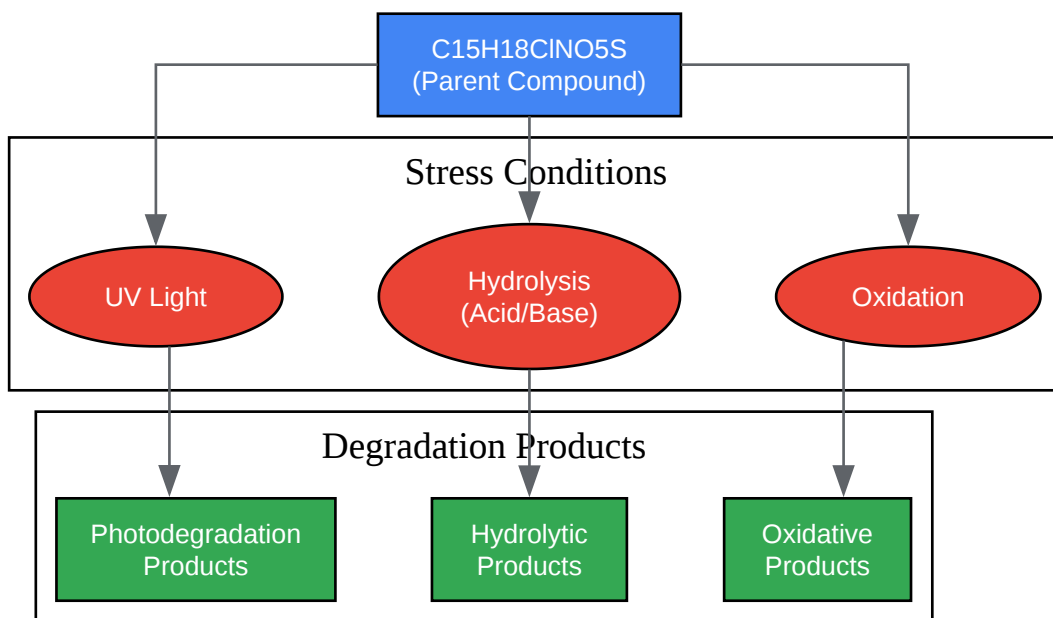 C15H18ClNO5S
(Parent Compound)
Stress Conditions
UV Light
Hydrolysis
(Acid/Base)
Oxidation
Degradation Products
Photodegradation
Products
Hydrolytic
Products
Oxidative
Products